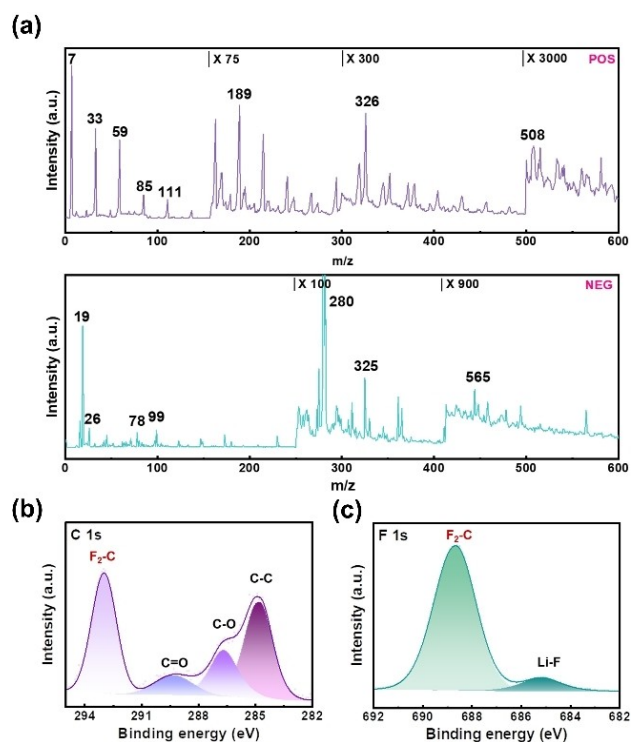 (a)
X 75 X 300 X 3000 POS
7 33 59 85 111 189 326 508
Intensity (a.u.)
0 100 200 300 400 500 600
m/z
X 100 X 900 NEG
19 26 78 99 280 325 565
Intensity (a.u.)
0 100 200 300 400 500 600
m/z
(b)
C 1s
F₂-C C=O C-O C-C
Intensity (a.u.)
294 291 288 285 282
Binding energy (eV)
(c)
F 1s
F₂-C Li-F
Intensity (a.u.)
692 690 688 686 684 682
Binding energy (eV)